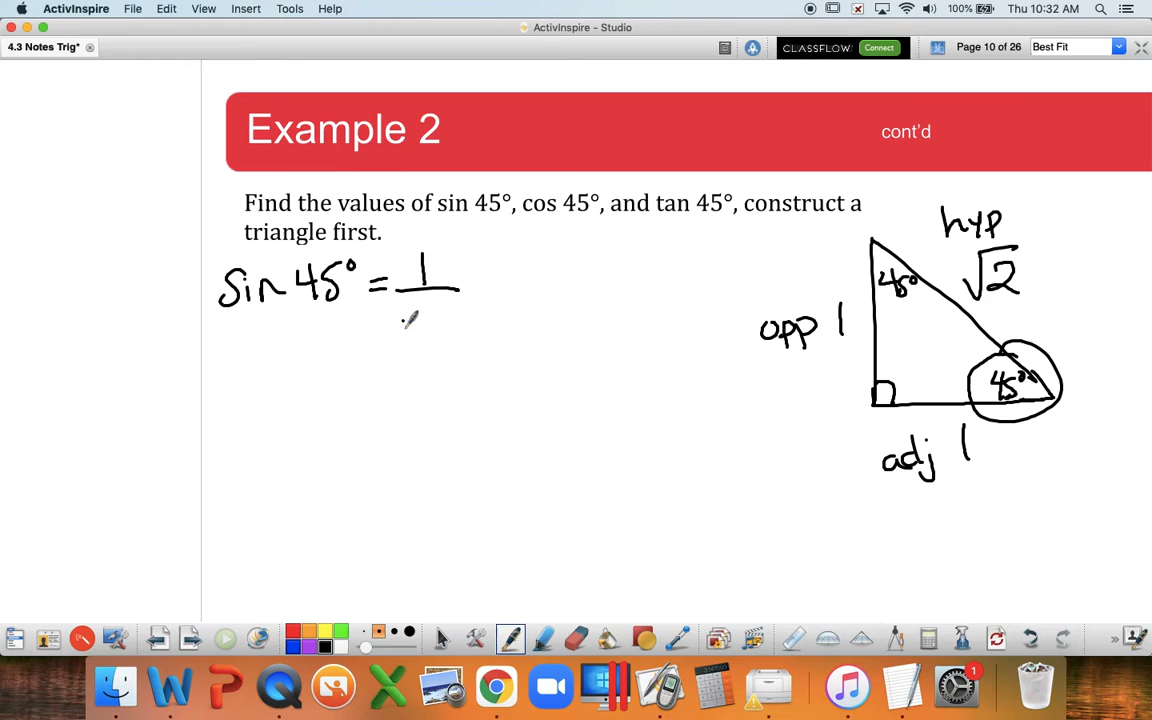 ActivInspire File Edit View Insert Tools Help 100% Thu 10:32 AM
ActivInspire - Studio
4.3 Notes Trig* CLASSFLOW Connect Page 10 of 26 Best Fit
Example 2 cont'd
Find the values of sin 45°, cos 45°, and tan 45°, construct a
triangle first.
hyp
√2
sin 45° = 1
45°
opp 1
45°
adj 1
1